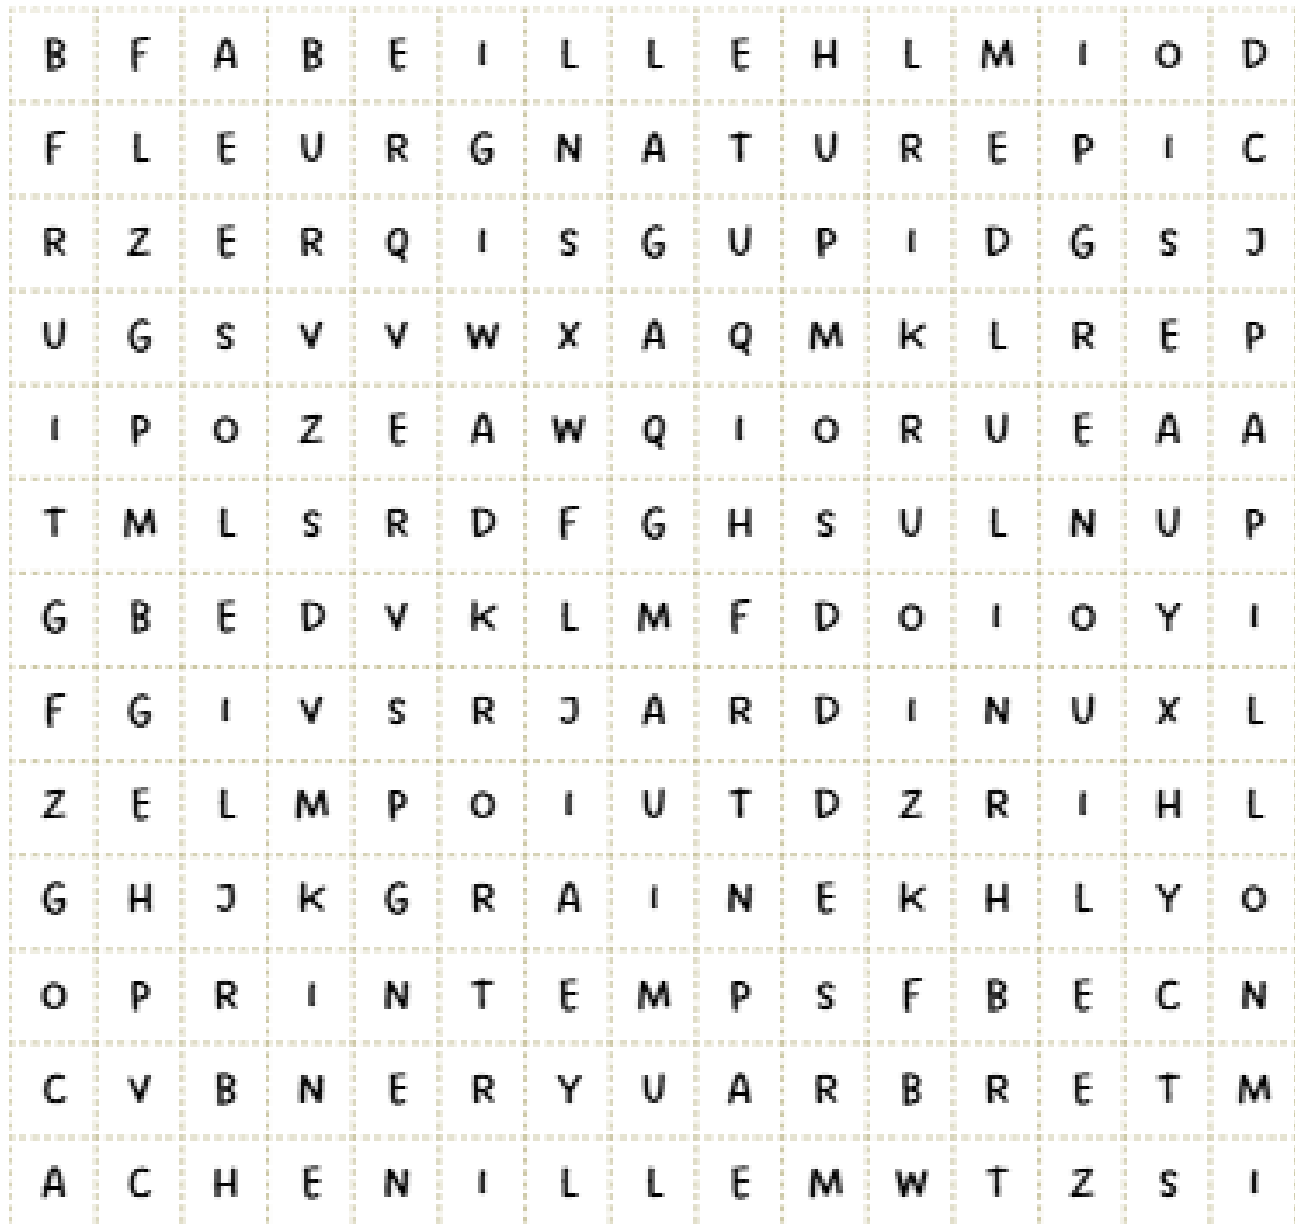 B F A B E I L L E H L M I O D
F L E U R G N A T U R E P I C
R Z E R Q I S G U P I D G S J
U G S V V W X A Q M K L R E P
I P O Z E A W Q I O R U E A A
T M L S R D F G H S U L N U P
G B E D V K L M F D O I O Y I
F G I V S R J A R D I N U X L
Z E L M P O I U T D Z R I H L
G H J K G R A I N E K H L Y O
O P R I N T E M P S F B E C N
C V B N E R Y U A R B R E T M
A C H E N I L L E M W T Z S I